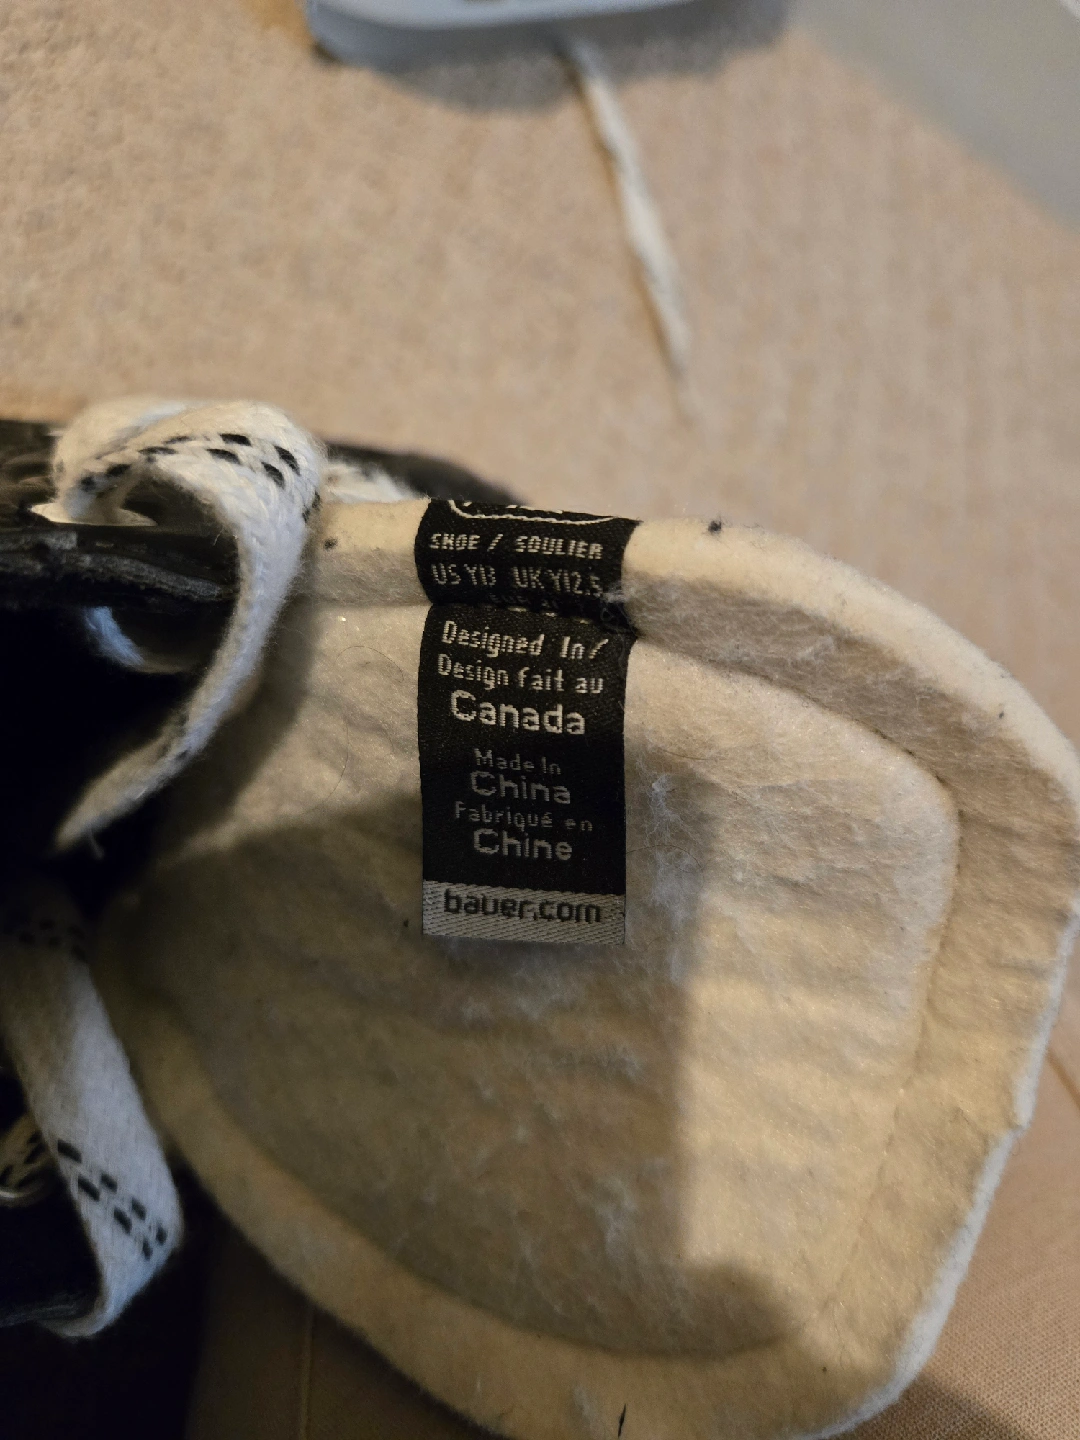 SHOE / SOULIER
US Y13 UK Y12.5
Designed In/
Design fait au
Canada
Made In
China
Fabriqué en
Chine
bauer.com